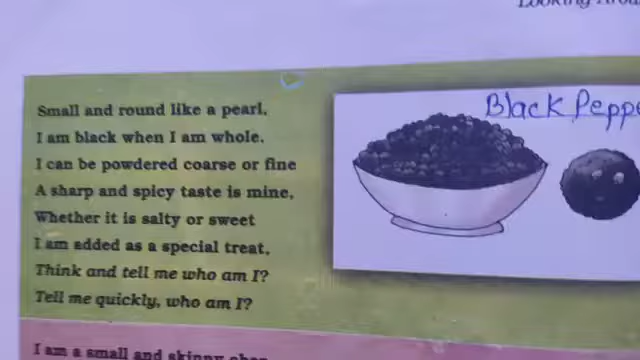 Looking Arou
Black Peppe
Small and round like a pearl,
I am black when I am whole.
I can be powdered coarse or fine
A sharp and spicy taste is mine,
Whether it is salty or sweet
I am added as a special treat,
Think and tell me who am I?
Tell me quickly, who am I?
I am a small and skinny chap